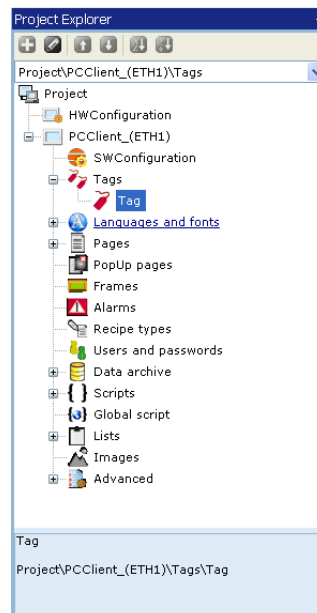 Project Explorer
Project\PCClient_(ETH1)\Tags
Project
HWConfiguration
PCClient_(ETH1)
SWConfiguration
Tags
Tag
Languages and fonts
Pages
PopUp pages
Frames
Alarms
Recipe types
Users and passwords
Data archive
Scripts
Global script
Lists
Images
Advanced
Tag
Project\PCClient_(ETH1)\Tags\Tag